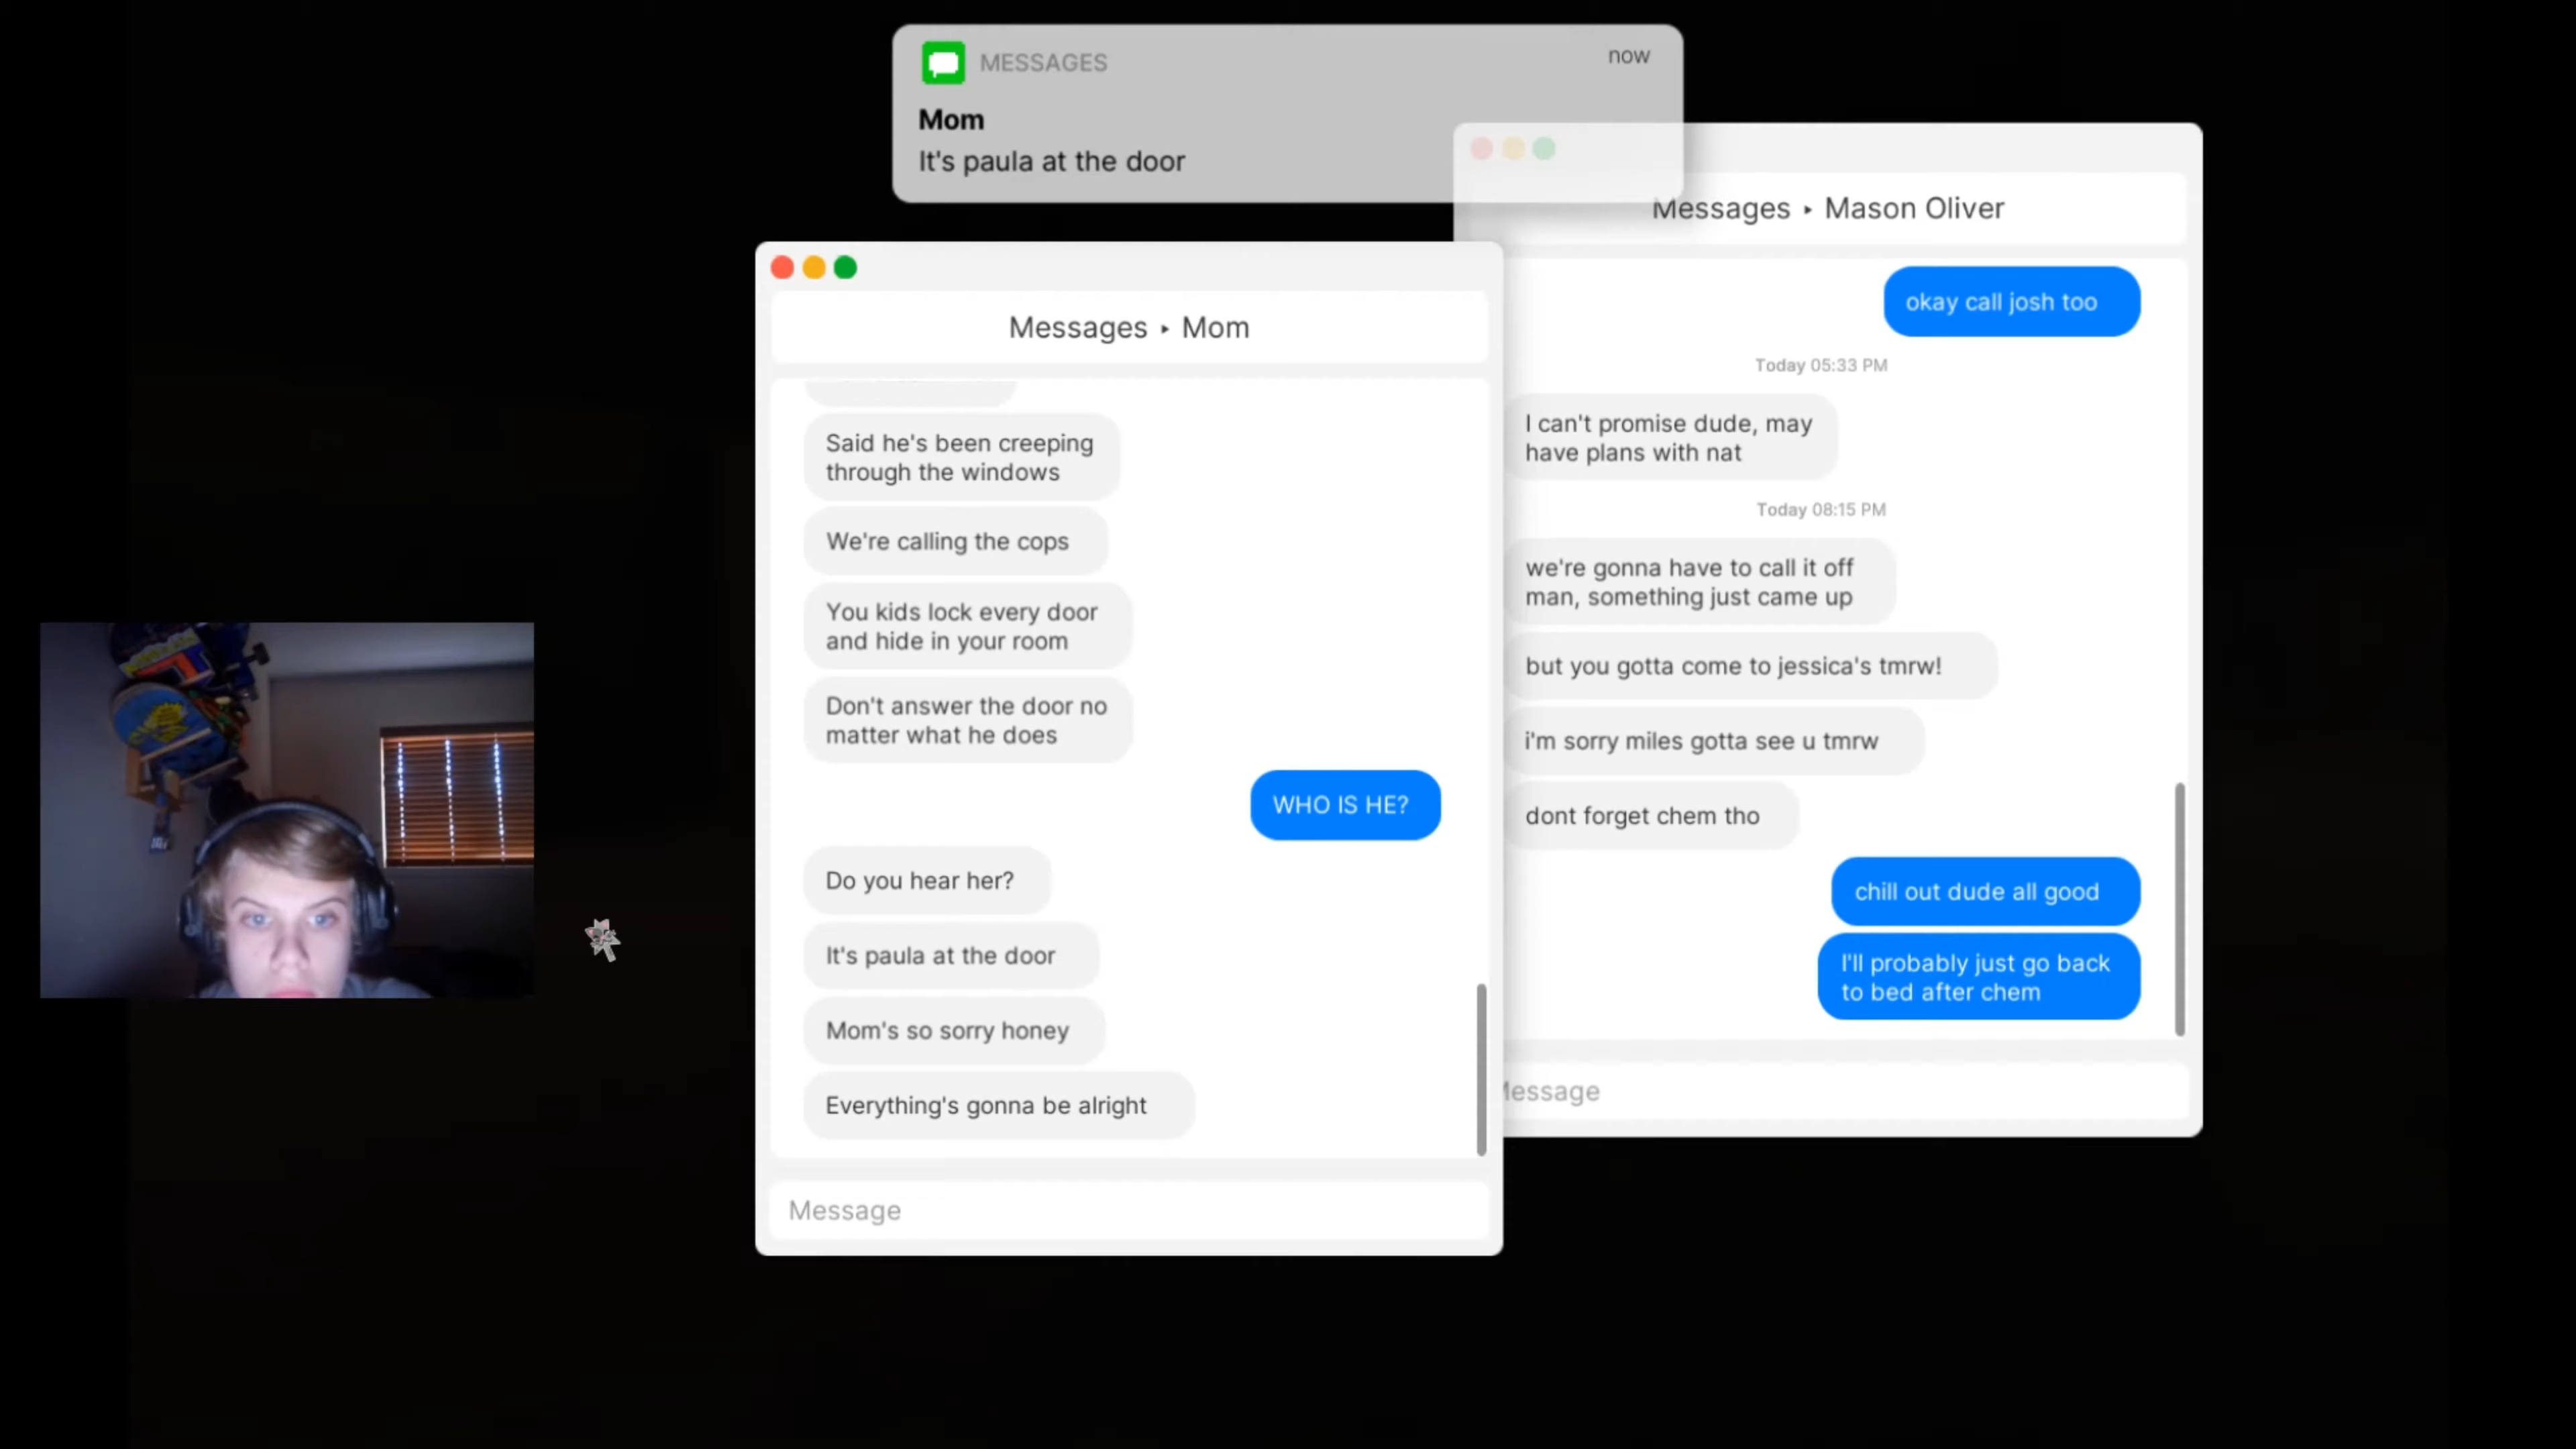 MESSAGES
now
Mom
It's paula at the door
Messages ▸ Mom
Said he's been creeping
through the windows
We're calling the cops
You kids lock every door
and hide in your room
Don't answer the door no
matter what he does
WHO IS HE?
Do you hear her?
It's paula at the door
Mom's so sorry honey
Everything's gonna be alright
Message
Messages ▸ Mason Oliver
okay call josh too
Today 05:33 PM
I can't promise dude, may
have plans with nat
Today 08:15 PM
we're gonna have to call it off
man, something just came up
but you gotta come to jessica's tmrw!
i'm sorry miles gotta see u tmrw
dont forget chem tho
chill out dude all good
I'll probably just go back
to bed after chem
Message